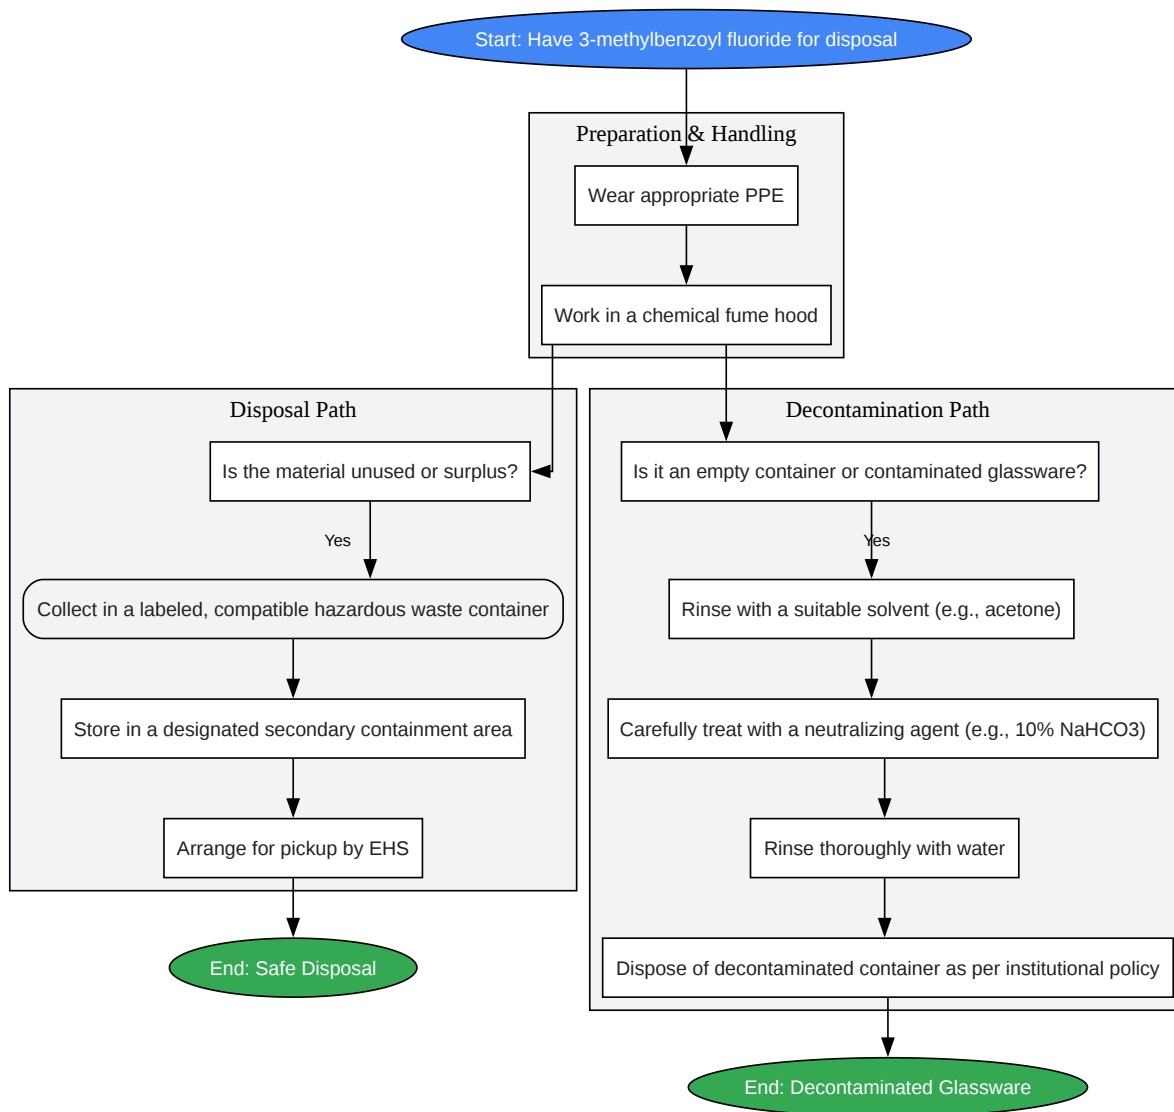 Start: Have 3-methylbenzoyl fluoride for disposal
Preparation & Handling
Wear appropriate PPE
Work in a chemical fume hood
Disposal Path
Is the material unused or surplus?
Yes
Collect in a labeled, compatible hazardous waste container
Store in a designated secondary containment area
Arrange for pickup by EHS
End: Safe Disposal
Decontamination Path
Is it an empty container or contaminated glassware?
Yes
Rinse with a suitable solvent (e.g., acetone)
Carefully treat with a neutralizing agent (e.g., 10% NaHCO3)
Rinse thoroughly with water
Dispose of decontaminated container as per institutional policy
End: Decontaminated Glassware